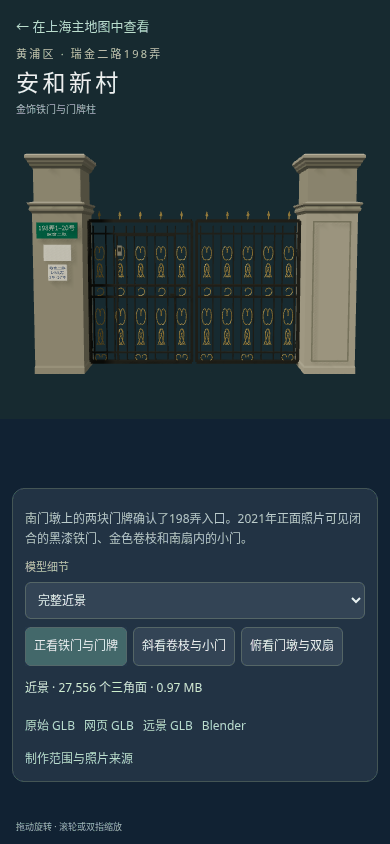 ← 在上海主地图中查看
黄浦区 · 瑞金二路198弄
安和新村
金饰铁门与门牌柱
198弄1-20号
南门墩上的两块门牌确认了198弄入口。2021年正面照片可见闭
合的黑漆铁门、金色卷枝和南扇内的小门。
模型细节
完整近景
正看铁门与门牌
斜看卷枝与小门
俯看门墩与双扇
近景 · 27,556 个三角面 · 0.97 MB
原始 GLB 网页 GLB 远景 GLB Blender
制作范围与照片来源
拖动旋转 · 滚轮或双指缩放